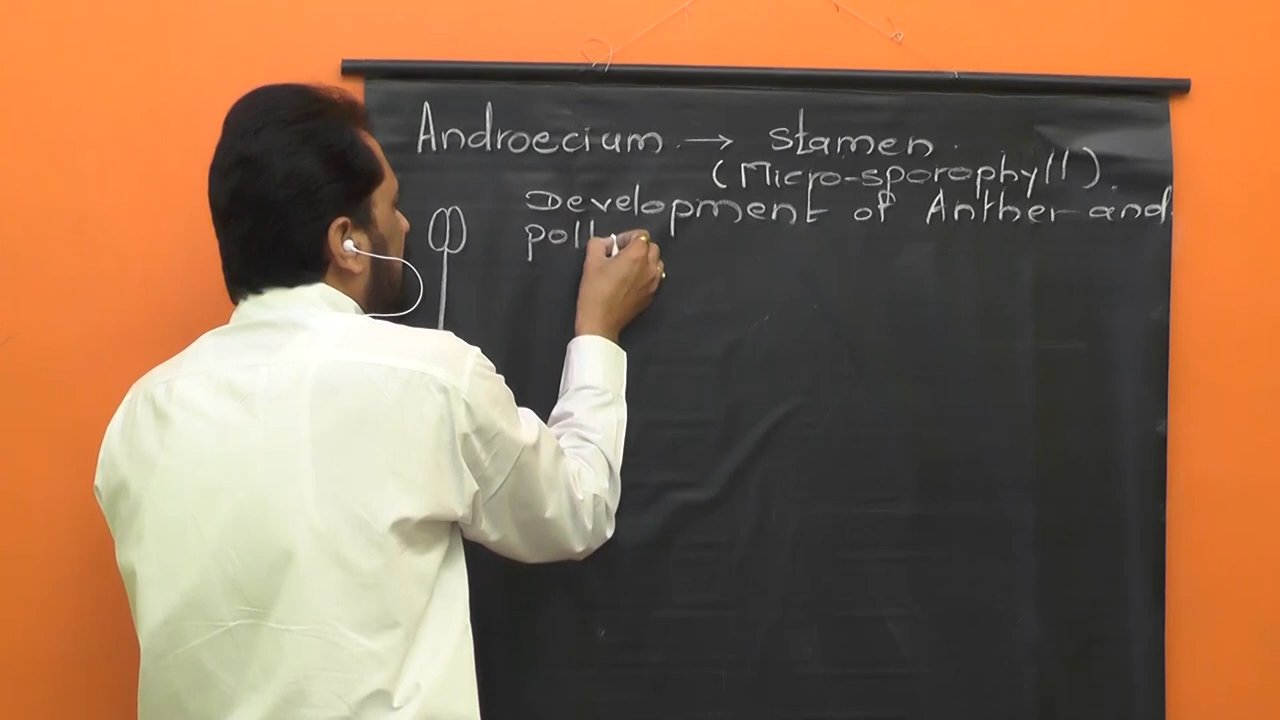 Androecium → stamen.
(Micro-sporophyll).
Development of Anther and
poll